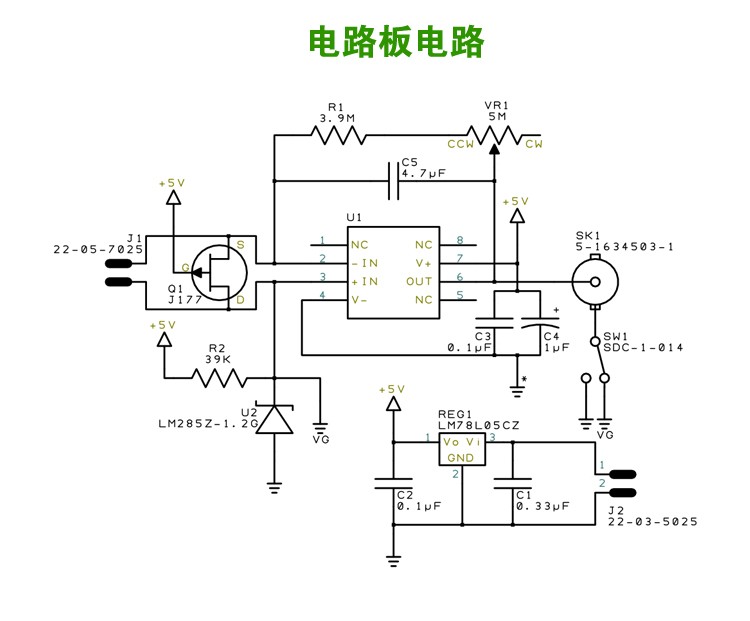 电路板电路
R1
3.9M
VR1
5M
CCW
CW
C5
4.7µF
+5V
+5V
J1
22-05-7025
S
G
D
Q1
J177
U1
1
NC
NC
8
2
-IN
V+
7
3
+IN
OUT
6
4
V-
NC
5
SK1
5-1634503-1
+5V
R2
39K
C3
0.1µF
+
C4
1µF
*
SW1
SDC-1-014
U2
LM285Z-1.2G
VG
VG
+5V
REG1
LM78L05CZ
1
Vo Vi
3
GND
2
C2
0.1µF
C1
0.33µF
1
2
J2
22-03-5025